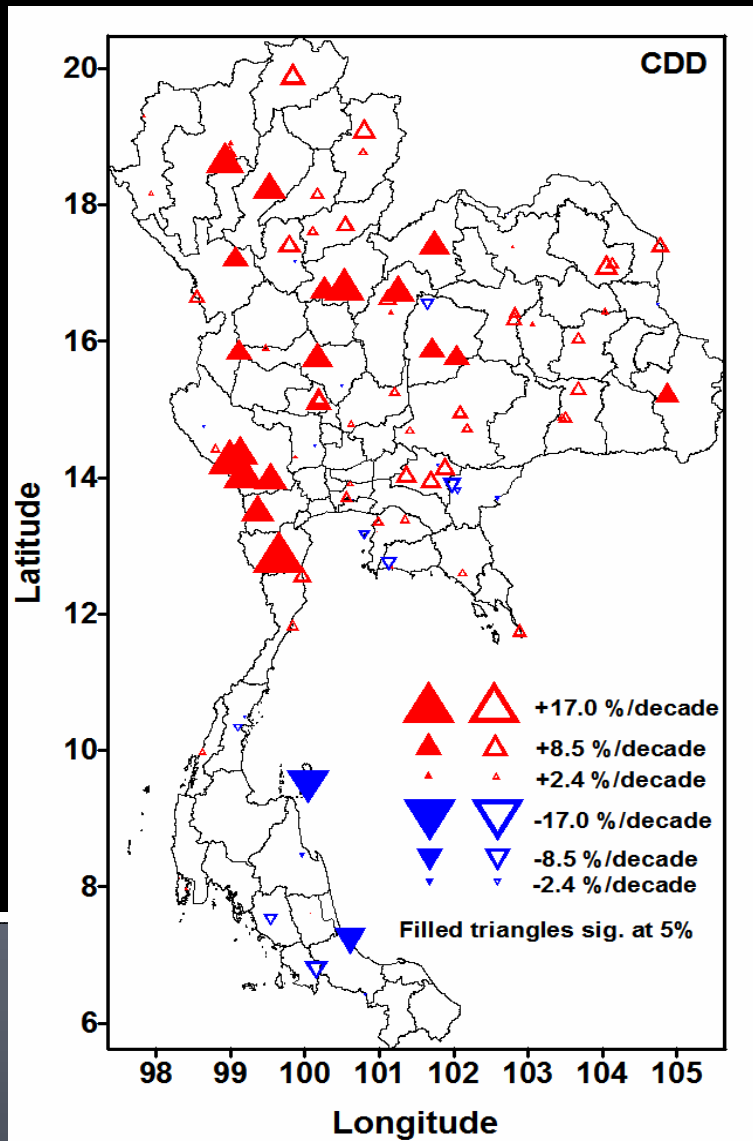 CDD
20
18
16
14
12
10
8
6
Latitude
+17.0 %/decade
+8.5 %/decade
+2.4 %/decade
-17.0 %/decade
-8.5 %/decade
-2.4 %/decade
Filled triangles sig. at 5%
98 99 100 101 102 103 104 105
Longitude